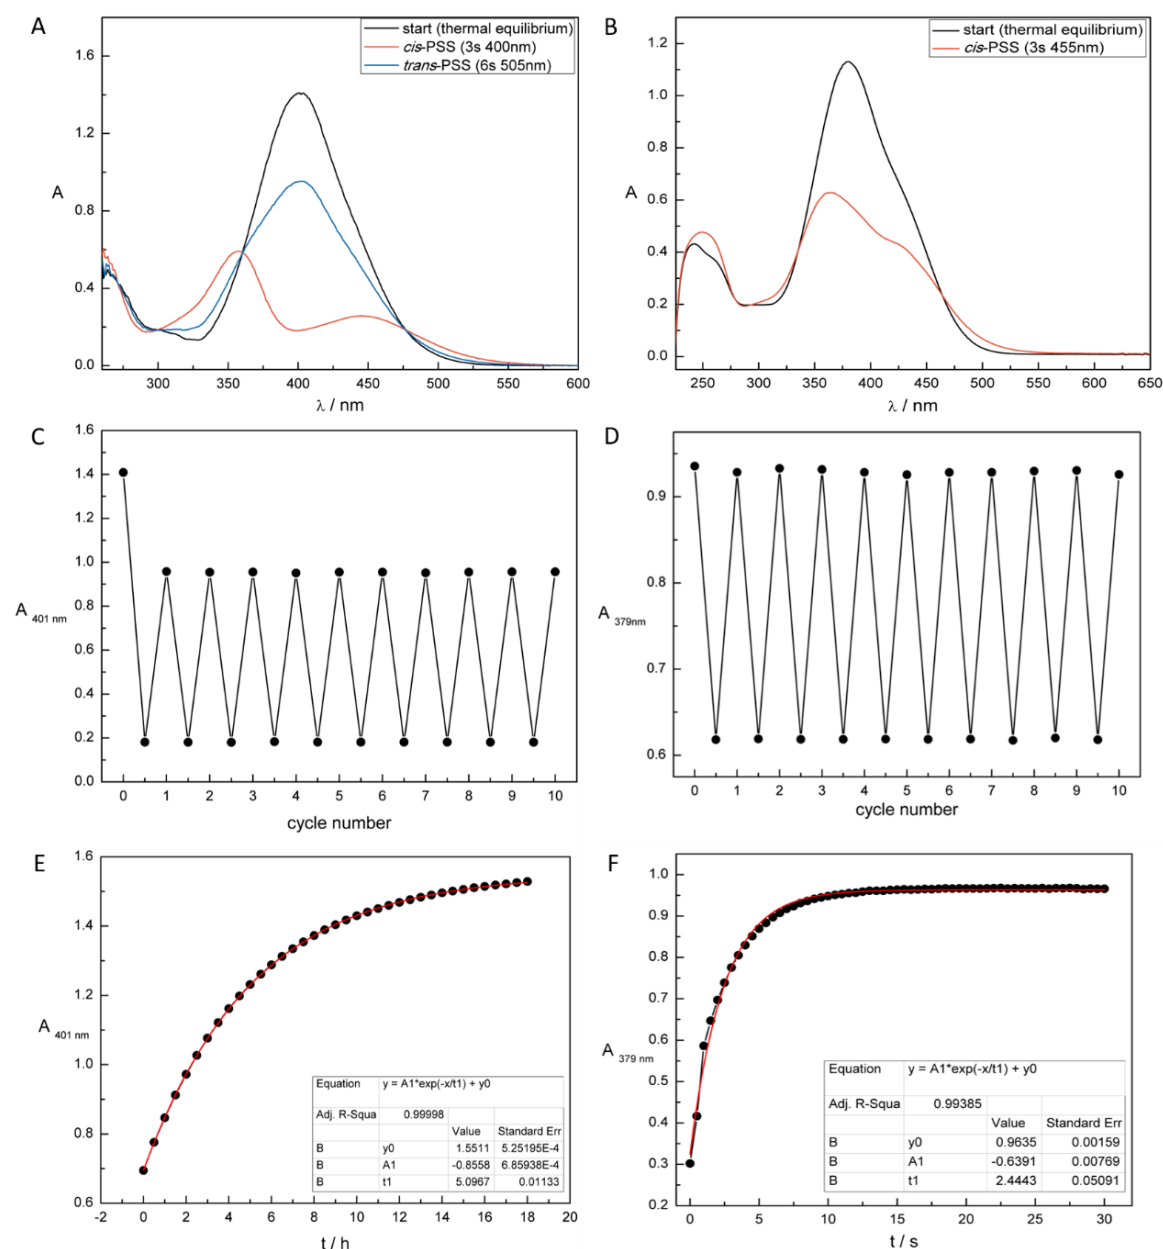 A
start (thermal equilibrium)
cis-PSS (3s 400nm)
trans-PSS (6s 505nm)
1.6
1.2
0.8
0.4
0.0
A
300 350 400 450 500 550 600
λ / nm
B
start (thermal equilibrium)
cis-PSS (3s 455nm)
1.2
1.0
0.8
0.6
0.4
0.2
0.0
A
250 300 350 400 450 500 550 600 650
λ / nm
C
1.6
1.4
1.2
1.0
0.8
0.6
0.4
0.2
0.0
A 401 nm
0 1 2 3 4 5 6 7 8 9 10
cycle number
D
0.9
0.8
0.7
0.6
A 379nm
0 1 2 3 4 5 6 7 8 9 10
cycle number
E
1.6
1.4
1.2
1.0
0.8
0.6
A 401 nm
Equation y = A1*exp(-x/t1) + y0
Adj. R-Squa 0.99998
Value Standard Err
B y0 1.5511 5.25195E-4
B A1 -0.8558 6.85938E-4
B t1 5.0967 0.01133
-2 0 2 4 6 8 10 12 14 16 18 20
t / h
F
1.0
0.9
0.8
0.7
0.6
0.5
0.4
0.3
0.2
A 379 nm
Equation y = A1*exp(-x/t1) + y0
Adj. R-Squa 0.99385
Value Standard Err
B y0 0.9635 0.00159
B A1 -0.6391 0.00769
B t1 2.4443 0.05091
0 5 10 15 20 25 30
t / s